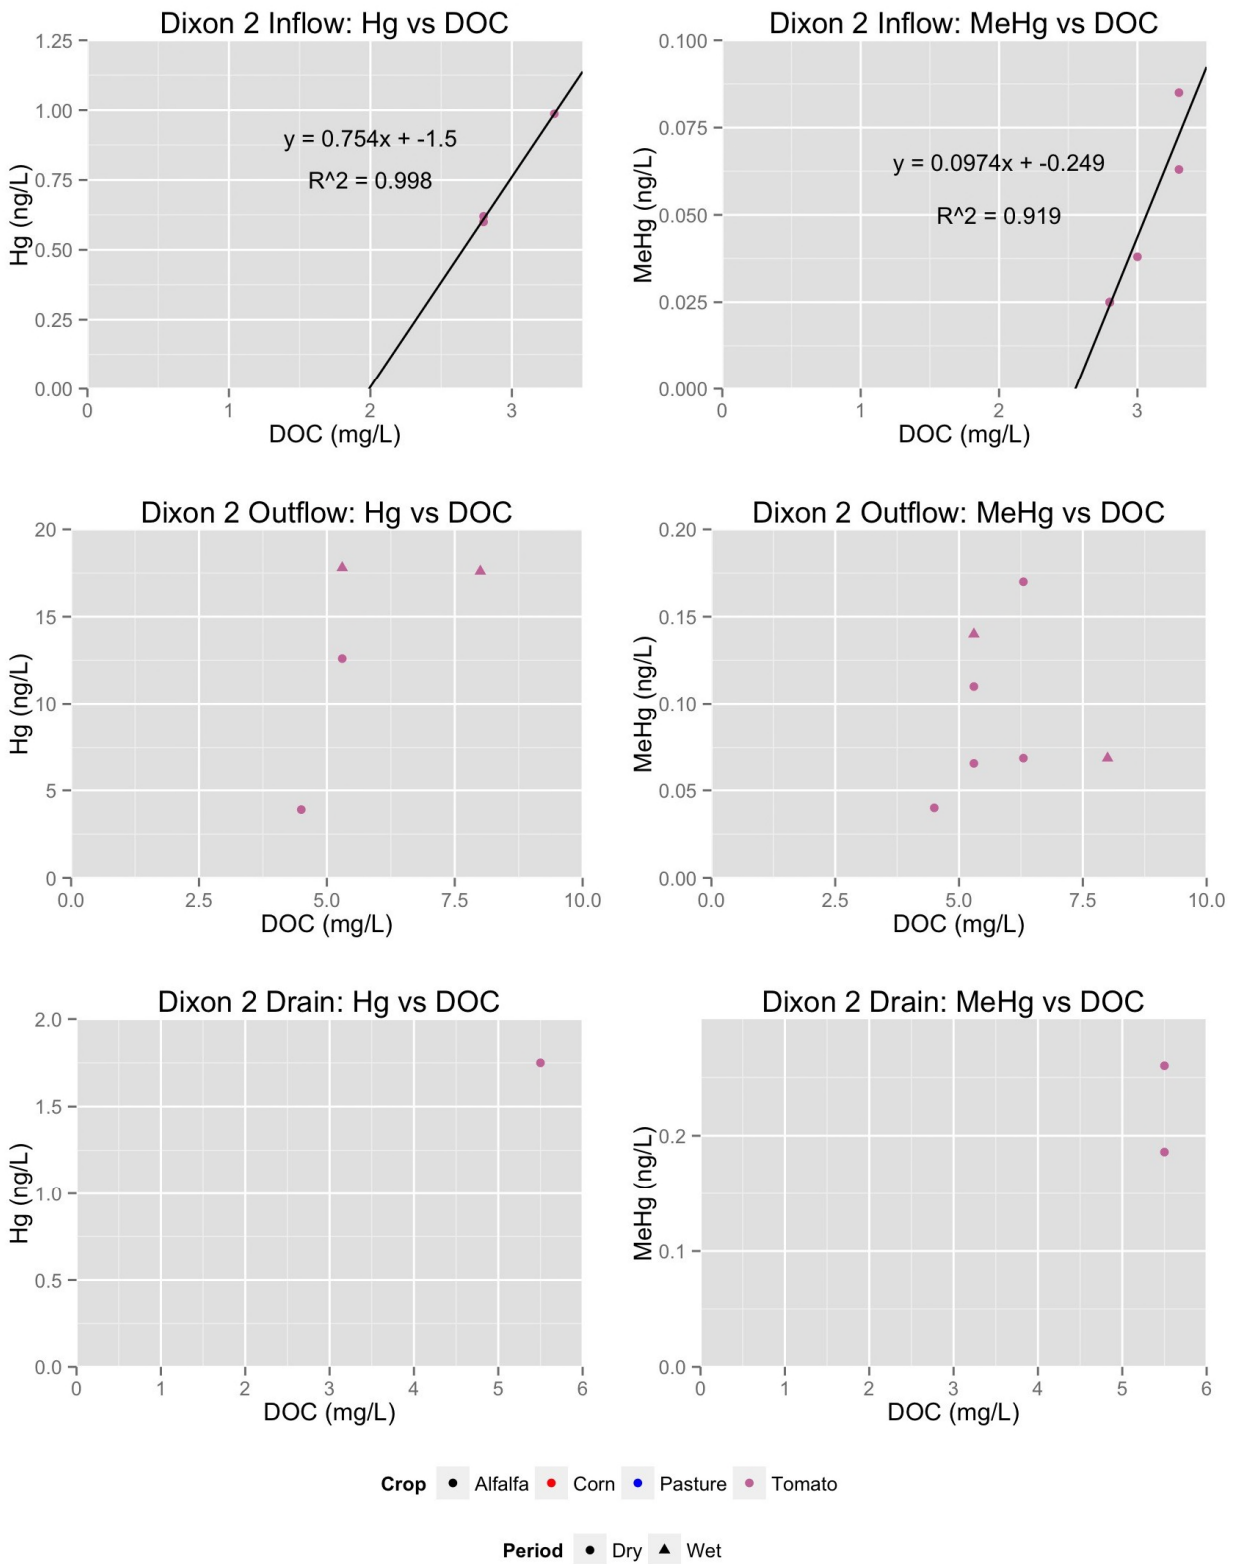 Dixon 2 Inflow: Hg vs DOC
1.25
1.00
0.75
0.50
0.25
0.00
Hg (ng/L)
y = 0.754x + -1.5
R^2 = 0.998
0 1 2 3
DOC (mg/L)
Dixon 2 Inflow: MeHg vs DOC
0.100
0.075
0.050
0.025
0.000
MeHg (ng/L)
y = 0.0974x + -0.249
R^2 = 0.919
0 1 2 3
DOC (mg/L)
Dixon 2 Outflow: Hg vs DOC
20
15
10
5
0
Hg (ng/L)
0.0 2.5 5.0 7.5 10.0
DOC (mg/L)
Dixon 2 Outflow: MeHg vs DOC
0.20
0.15
0.10
0.05
0.00
MeHg (ng/L)
0.0 2.5 5.0 7.5 10.0
DOC (mg/L)
Dixon 2 Drain: Hg vs DOC
2.0
1.5
1.0
0.5
0.0
Hg (ng/L)
0 1 2 3 4 5 6
DOC (mg/L)
Dixon 2 Drain: MeHg vs DOC
0.2
0.1
0.0
MeHg (ng/L)
0 1 2 3 4 5 6
DOC (mg/L)
Crop Alfalfa Corn Pasture Tomato
Period Dry Wet